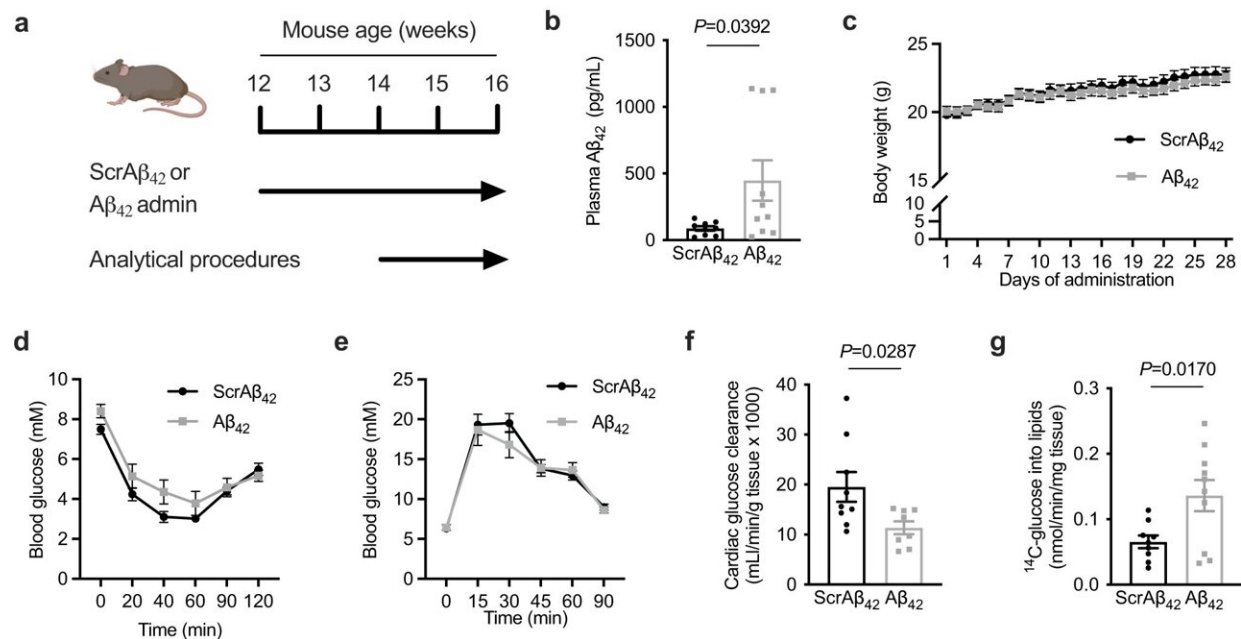 a
Mouse age (weeks)
12 13 14 15 16
ScrAβ₄₂ or
Aβ₄₂ admin
Analytical procedures
b
P=0.0392
Plasma Aβ₄₂ (pg/mL)
1500
1000
500
0
ScrAβ₄₂ Aβ₄₂
c
Body weight (g)
25
20
15
10
5
0
ScrAβ₄₂
Aβ₄₂
1 4 7 10 13 16 19 22 25 28
Days of administration
d
Blood glucose (mM)
10
8
6
4
2
0
ScrAβ₄₂
Aβ₄₂
0 20 40 60 90 120
Time (min)
e
Blood glucose (mM)
25
20
15
10
5
0
ScrAβ₄₂
Aβ₄₂
0 15 30 45 60 90
Time (min)
f
P=0.0287
Cardiac glucose clearance
(mLl/min/g tissue x 1000)
40
30
20
10
0
ScrAβ₄₂ Aβ₄₂
g
P=0.0170
¹⁴C-glucose into lipids
(nmol/min/mg tissue)
0.3
0.2
0.1
0.0
ScrAβ₄₂ Aβ₄₂